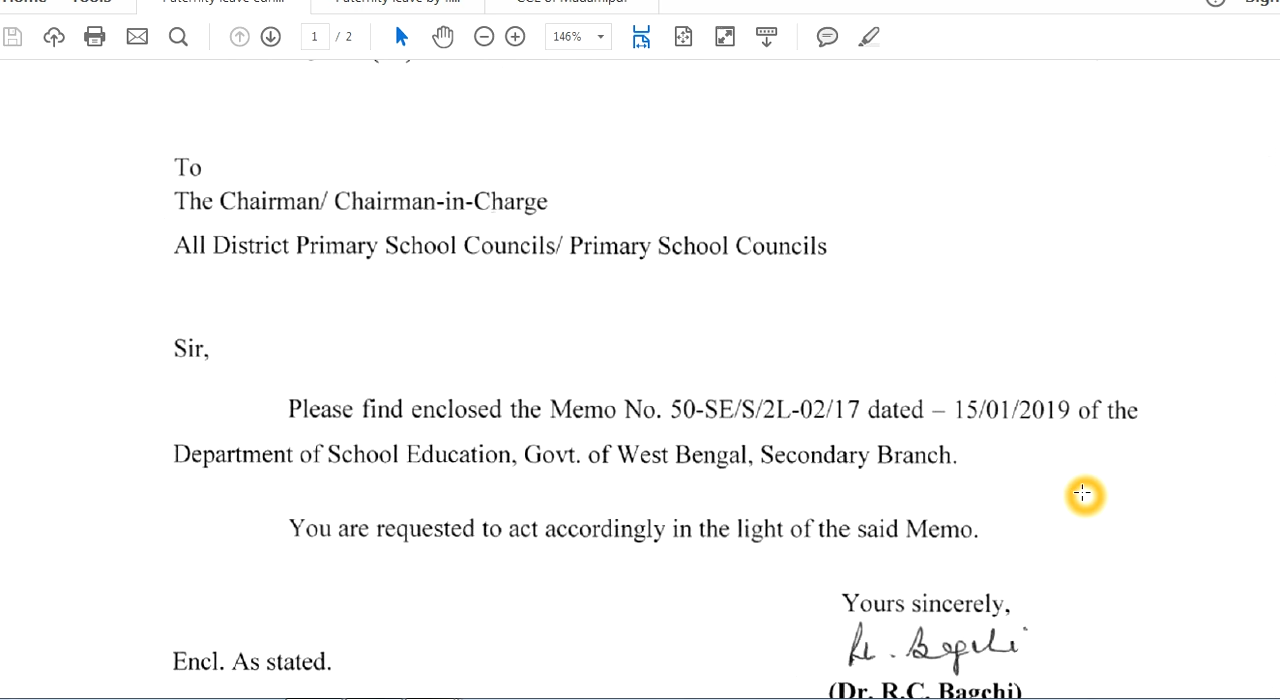 1 / 2
146%
To
The Chairman/ Chairman-in-Charge
All District Primary School Councils/ Primary School Councils
Sir,
Please find enclosed the Memo No. 50-SE/S/2L-02/17 dated – 15/01/2019 of the
Department of School Education, Govt. of West Bengal, Secondary Branch.
You are requested to act accordingly in the light of the said Memo.
Yours sincerely,
R. Bagchi
Encl. As stated.
(Dr. R.C. Bagchi)